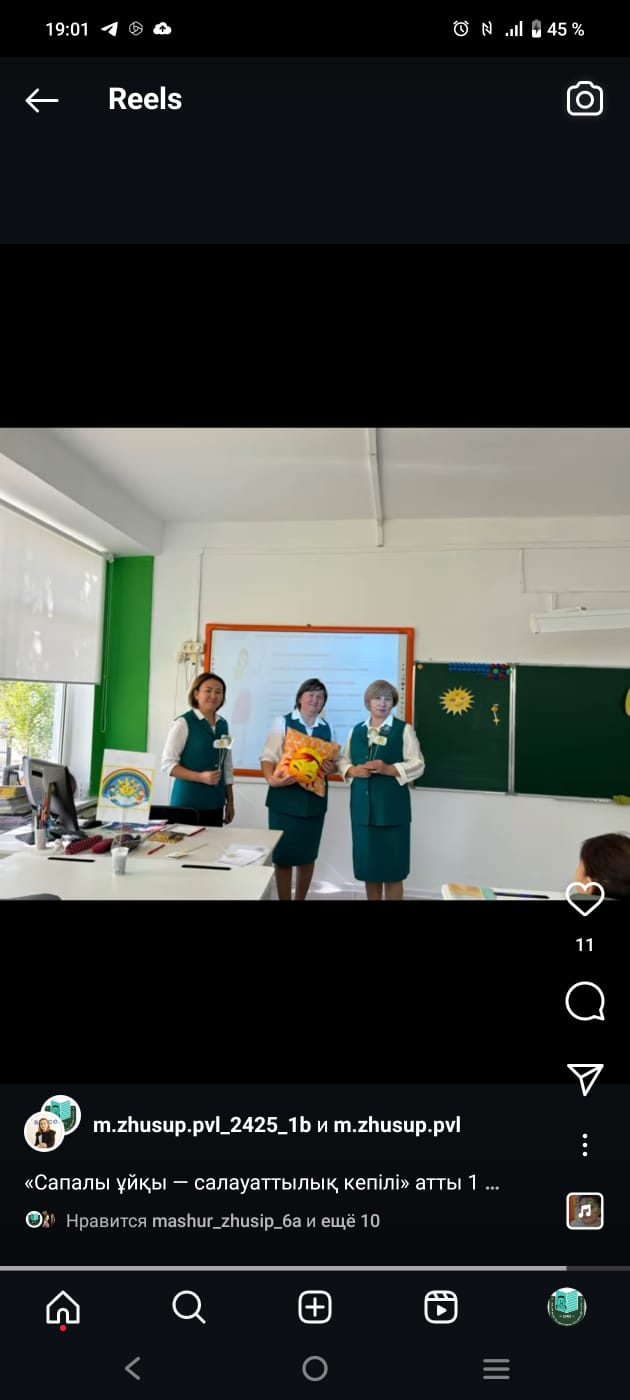 19:01
45 %
Reels
11
m.zhusup.pvl_2425_1b и m.zhusup.pvl
«Сапалы ұйқы — салауаттылық кепілі» атты 1 ...
Нравится mashur_zhusip_6a и ещё 10